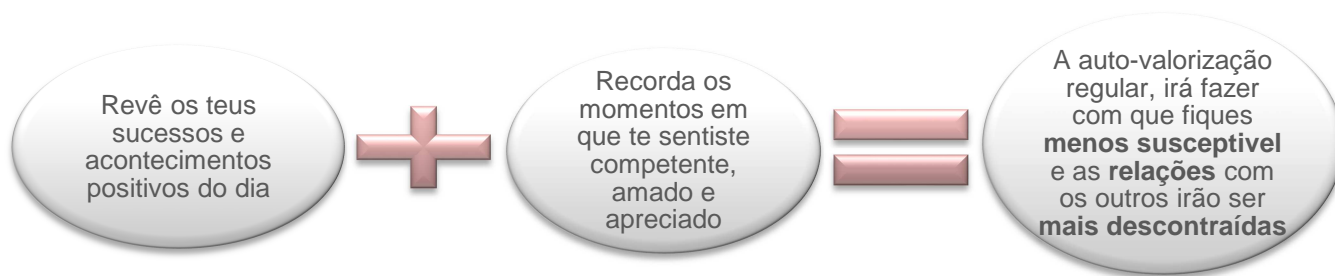 Revê os teus
sucessos e
acontecimentos
positivos do dia
Recorda os
momentos em
que te sentiste
competente,
amado e
apreciado
A auto-valorização
regular, irá fazer
com que fiques
menos susceptivel
e as relações com
os outros irão ser
mais descontraídas